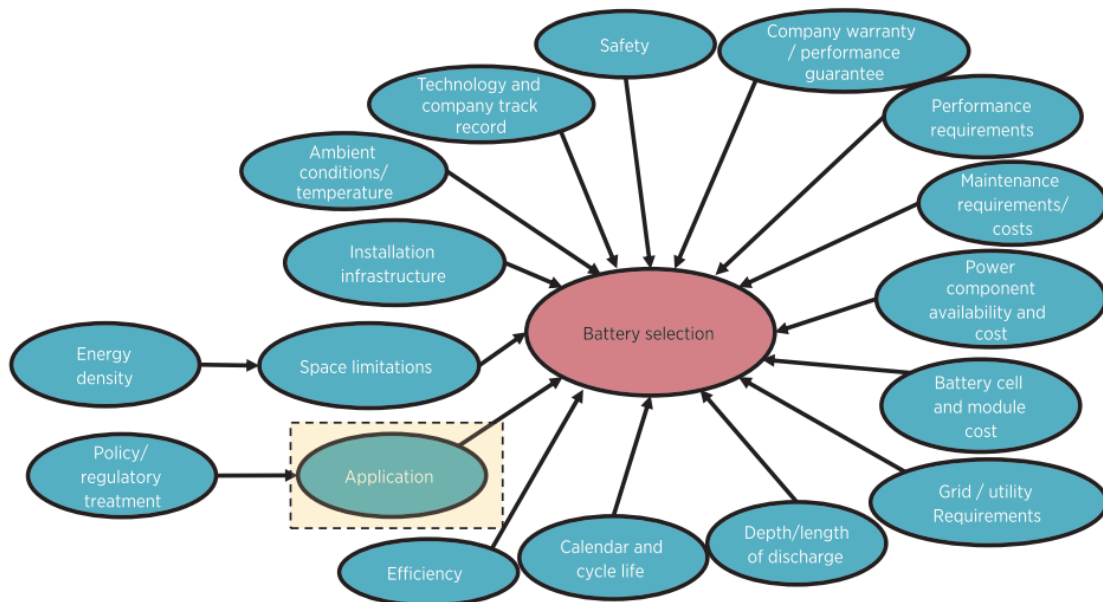 Safety
Company warranty
/ performance
guarantee
Technology and
company track
record
Performance
requirements
Ambient
conditions/
temperature
Maintenance
requirements/
costs
Installation
infrastructure
Power
component
availability and
cost
Battery selection
Energy
density
Space limitations
Battery cell
and module
cost
Policy/
regulatory
treatment
Application
Grid / utility
Requirements
Depth/length
of discharge
Calendar and
cycle life
Efficiency